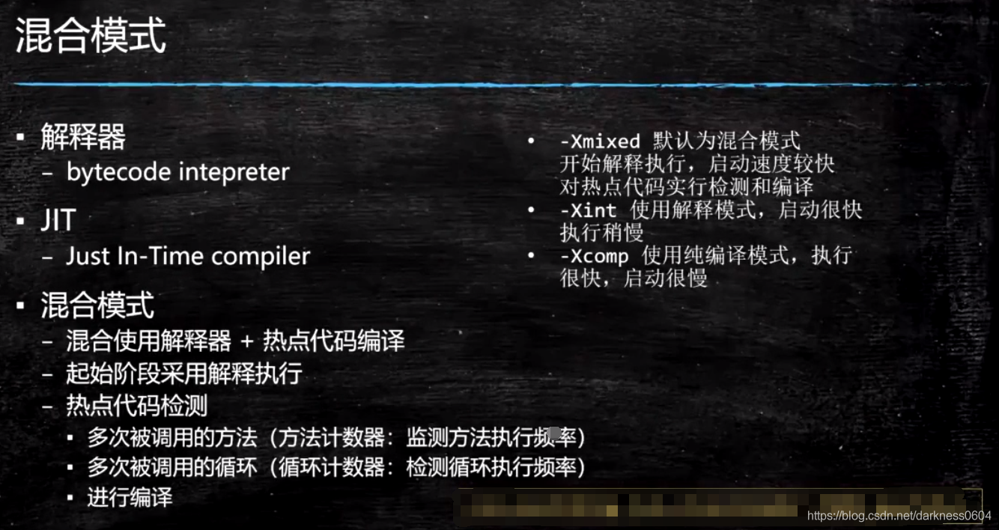 混合模式
▪ 解释器
– bytecode intepreter
▪ JIT
– Just In-Time compiler
▪ 混合模式
– 混合使用解释器 + 热点代码编译
– 起始阶段采用解释执行
– 热点代码检测
▪ 多次被调用的方法（方法计数器：监测方法执行频率）
▪ 多次被调用的循环（循环计数器：检测循环执行频率）
▪ 进行编译
• -Xmixed 默认为混合模式
开始解释执行，启动速度较快
对热点代码实行检测和编译
• -Xint 使用解释模式，启动很快
执行稍慢
• -Xcomp 使用纯编译模式，执行
很快，启动很慢
https://blog.csdn.net/darkness0604